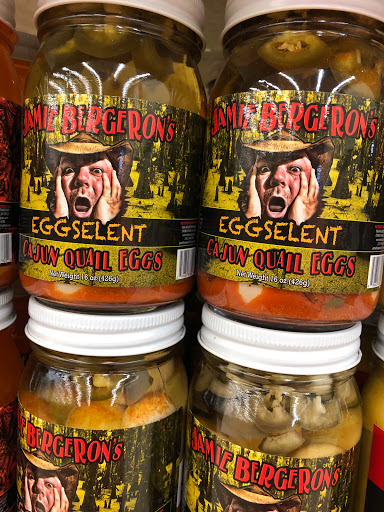 JAMIE BERGERON'S
EGGSELENT
CAJUN QUAIL EGGS
Net Weight 16 oz (426g)
JAMIE BERGERON'S
EGGSELENT
CAJUN QUAIL EGGS
Net Weight 16 oz (426g)
BERGERON'S
JAMIE BERGERON'S